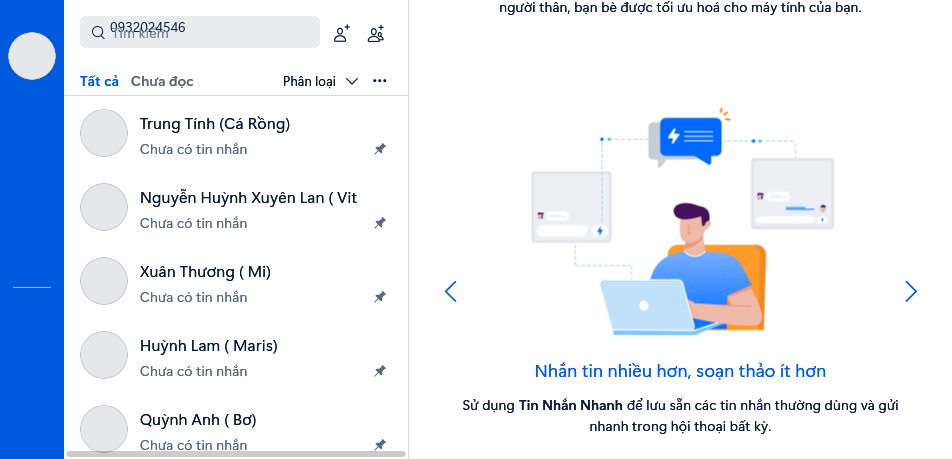 0932024546
Tìm kiếm
Tất cả Chưa đọc Phân loại
Trung Tính (Cá Rồng)
Chưa có tin nhắn
Nguyễn Huỳnh Xuyên Lan ( Vit
Chưa có tin nhắn
Xuân Thương ( Mi)
Chưa có tin nhắn
Huỳnh Lam ( Maris)
Chưa có tin nhắn
Quỳnh Anh ( Bơ)
Chưa có tin nhắn
người thân, bạn bè được tối ưu hoá cho máy tính của bạn.
Nhắn tin nhiều hơn, soạn thảo ít hơn
Sử dụng Tin Nhắn Nhanh để lưu sẵn các tin nhắn thường dùng và gửi
nhanh trong hội thoại bất kỳ.